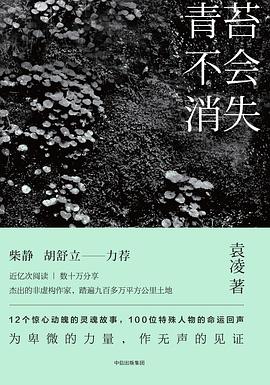 青苔
不会
消失
袁凌 著
柴静 胡舒立——力荐
近亿次阅读 | 数十万分享
杰出的非虚构作家，踏遍九百多万平方公里土地
12个惊心动魄的灵魂故事，100位特殊人物的命运回声
为卑微的力量，作无声的见证
中信出版集团